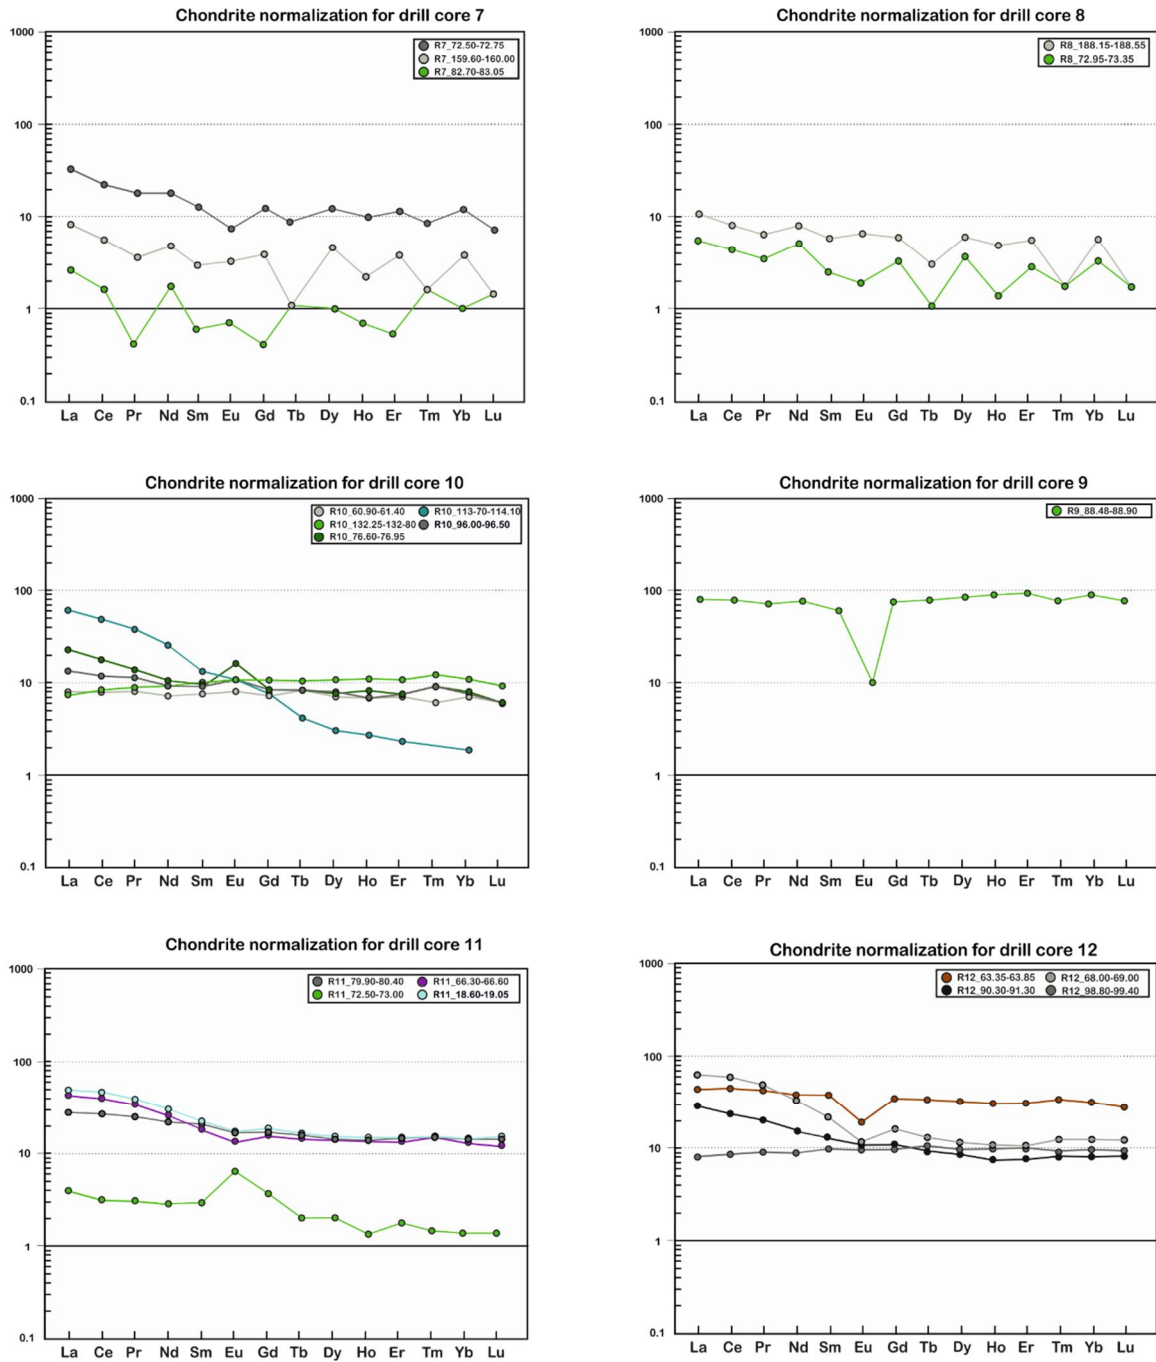 Chondrite normalization for drill core 7
1000
100
10
1
0.1
R7_72.50-72.75
R7_159.60-160.00
R7_82.70-83.05
La Ce Pr Nd Sm Eu Gd Tb Dy Ho Er Tm Yb Lu
Chondrite normalization for drill core 8
1000
100
10
1
0.1
R8_188.15-188.55
R8_72.95-73.35
La Ce Pr Nd Sm Eu Gd Tb Dy Ho Er Tm Yb Lu
Chondrite normalization for drill core 10
1000
100
10
1
0.1
R10_60.90-61.40 R10_113-70-114.10
R10_132.25-132-80 R10_96.00-96.50
R10_76.60-76.95
La Ce Pr Nd Sm Eu Gd Tb Dy Ho Er Tm Yb Lu
Chondrite normalization for drill core 9
1000
100
10
1
0.1
R9_88.48-88.90
La Ce Pr Nd Sm Eu Gd Tb Dy Ho Er Tm Yb Lu
Chondrite normalization for drill core 11
1000
100
10
1
0.1
R11_79.90-80.40 R11_66.30-66.60
R11_72.50-73.00 R11_18.60-19.05
La Ce Pr Nd Sm Eu Gd Tb Dy Ho Er Tm Yb Lu
Chondrite normalization for drill core 12
1000
100
10
1
0.1
R12_63.35-63.85 R12_68.00-69.00
R12_90.30-91.30 R12_98.80-99.40
La Ce Pr Nd Sm Eu Gd Tb Dy Ho Er Tm Yb Lu